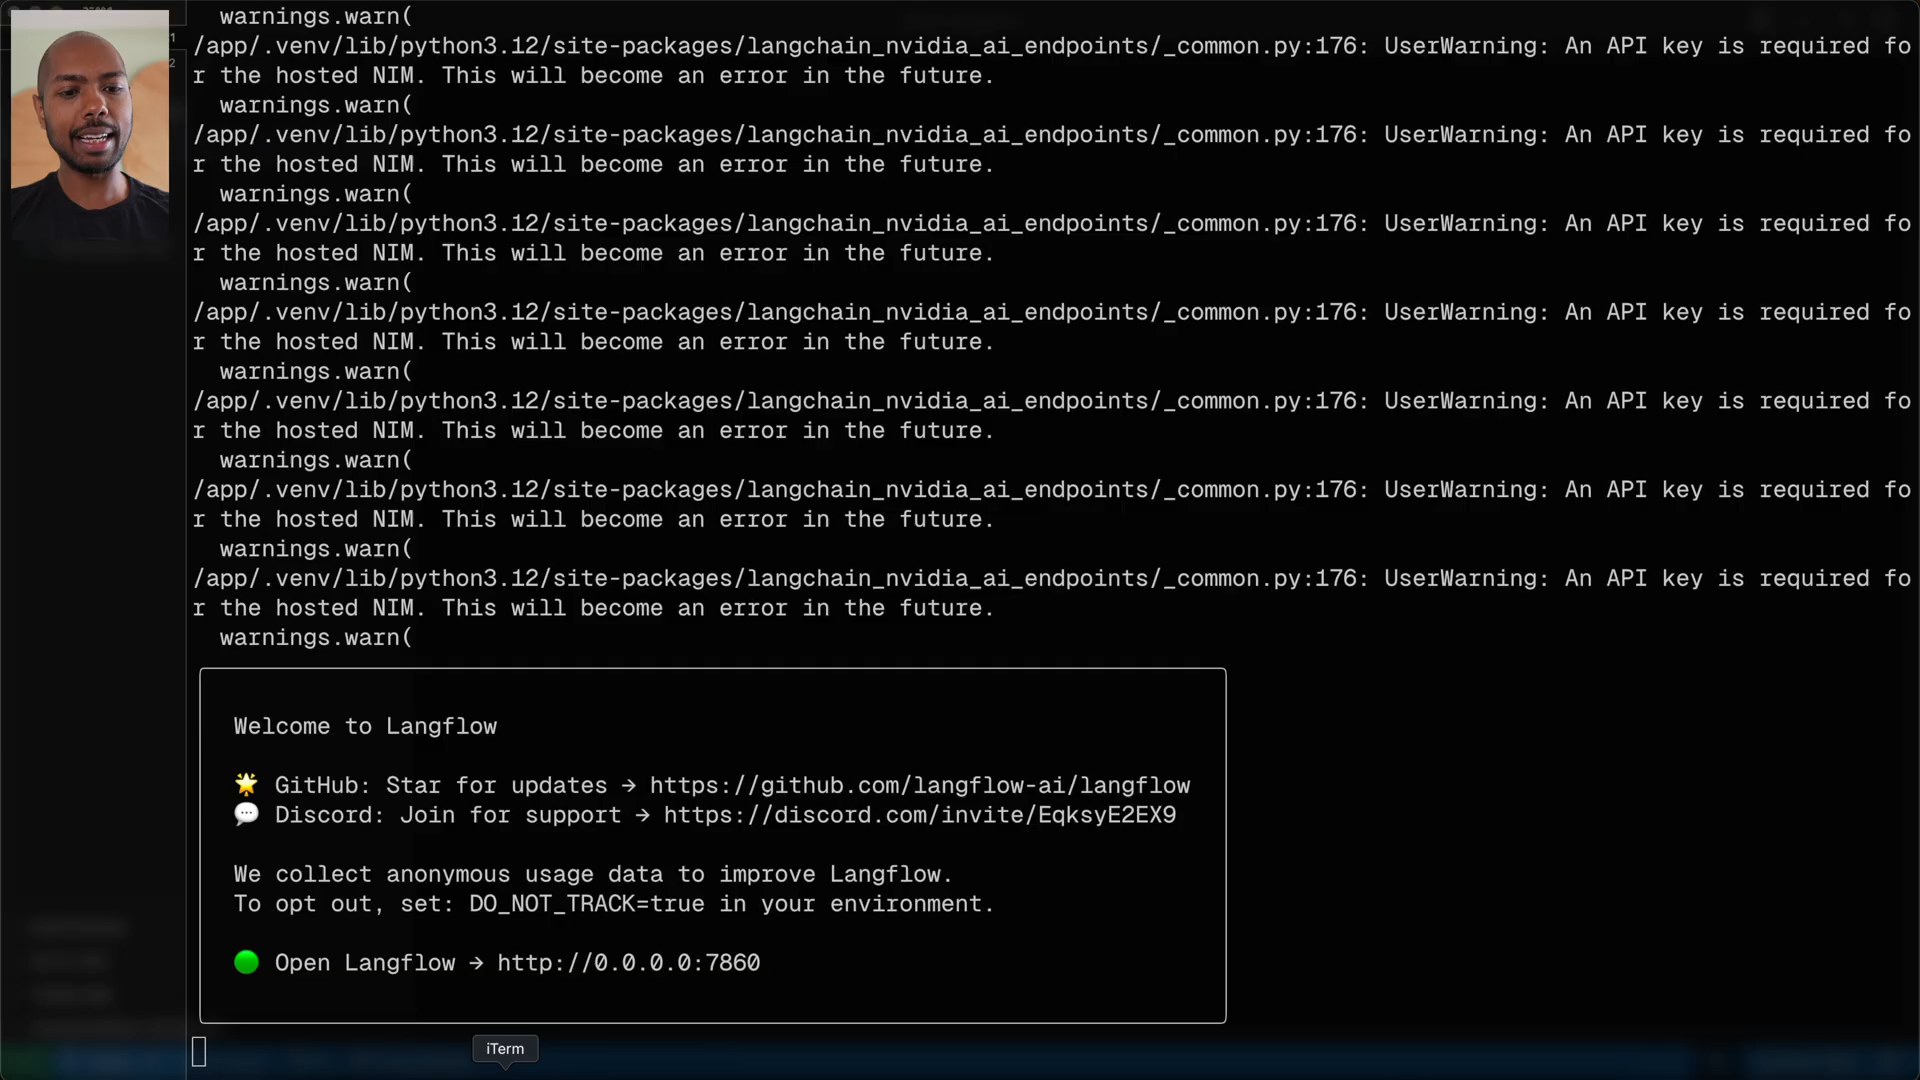 warnings.warn(
/app/.venv/lib/python3.12/site-packages/langchain_nvidia_ai_endpoints/_common.py:176: UserWarning: An API key is required fo
r the hosted NIM. This will become an error in the future.
warnings.warn(
/app/.venv/lib/python3.12/site-packages/langchain_nvidia_ai_endpoints/_common.py:176: UserWarning: An API key is required fo
r the hosted NIM. This will become an error in the future.
warnings.warn(
/app/.venv/lib/python3.12/site-packages/langchain_nvidia_ai_endpoints/_common.py:176: UserWarning: An API key is required fo
r the hosted NIM. This will become an error in the future.
warnings.warn(
/app/.venv/lib/python3.12/site-packages/langchain_nvidia_ai_endpoints/_common.py:176: UserWarning: An API key is required fo
r the hosted NIM. This will become an error in the future.
warnings.warn(
/app/.venv/lib/python3.12/site-packages/langchain_nvidia_ai_endpoints/_common.py:176: UserWarning: An API key is required fo
r the hosted NIM. This will become an error in the future.
warnings.warn(
/app/.venv/lib/python3.12/site-packages/langchain_nvidia_ai_endpoints/_common.py:176: UserWarning: An API key is required fo
r the hosted NIM. This will become an error in the future.
warnings.warn(
/app/.venv/lib/python3.12/site-packages/langchain_nvidia_ai_endpoints/_common.py:176: UserWarning: An API key is required fo
r the hosted NIM. This will become an error in the future.
warnings.warn(
Welcome to Langflow
🌟 GitHub: Star for updates → https://github.com/langflow-ai/langflow
💬 Discord: Join for support → https://discord.com/invite/EqksyE2EX9
We collect anonymous usage data to improve Langflow.
To opt out, set: DO_NOT_TRACK=true in your environment.
🟢 Open Langflow → http://0.0.0.0:7860
iTerm